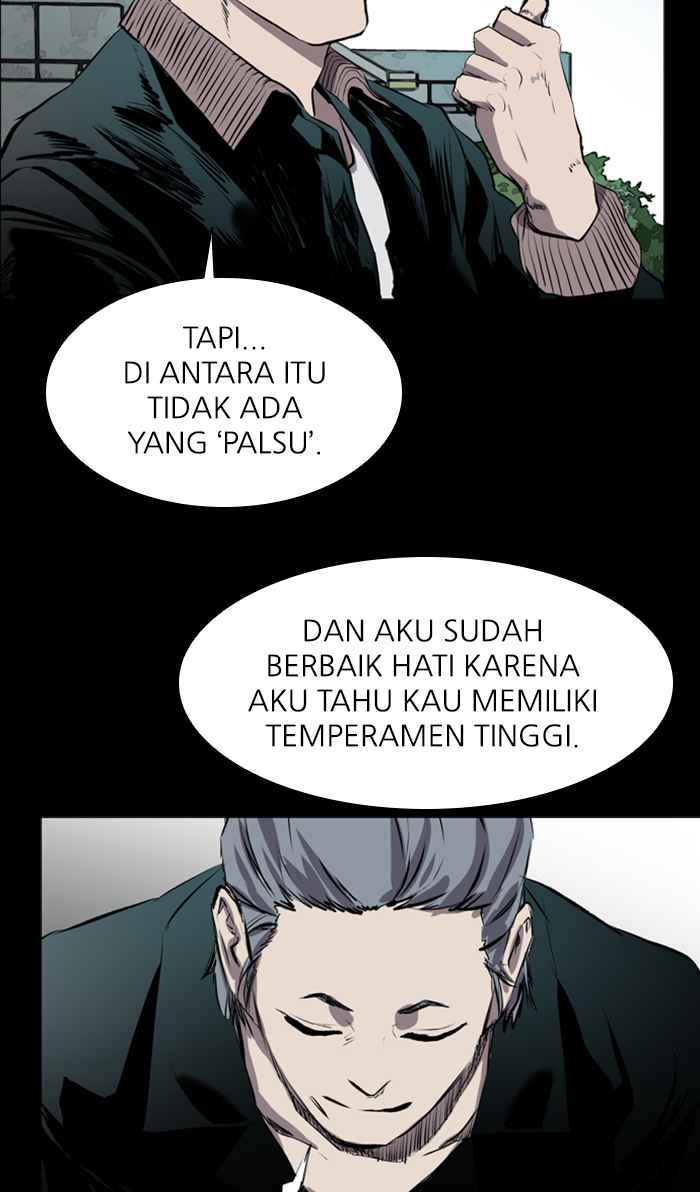 TAPI...
DI ANTARA ITU
TIDAK ADA
YANG ‘PALSU’.
DAN AKU SUDAH
BERBAIK HATI KARENA
AKU TAHU KAU MEMILIKI
TEMPERAMEN TINGGI.